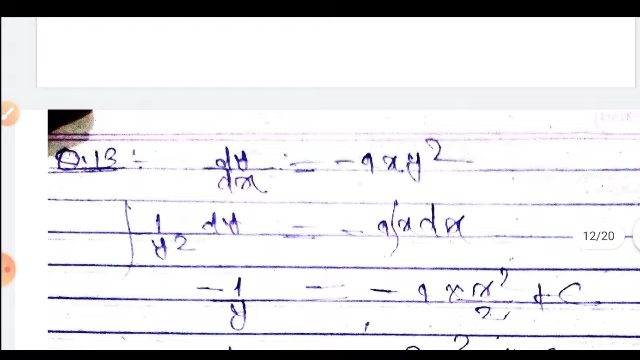 Q.13:- dy/dx = -9xy²
∫ 1/y² dy = -9∫x dx
12/20
-1/y = -9 x x²/2 + C